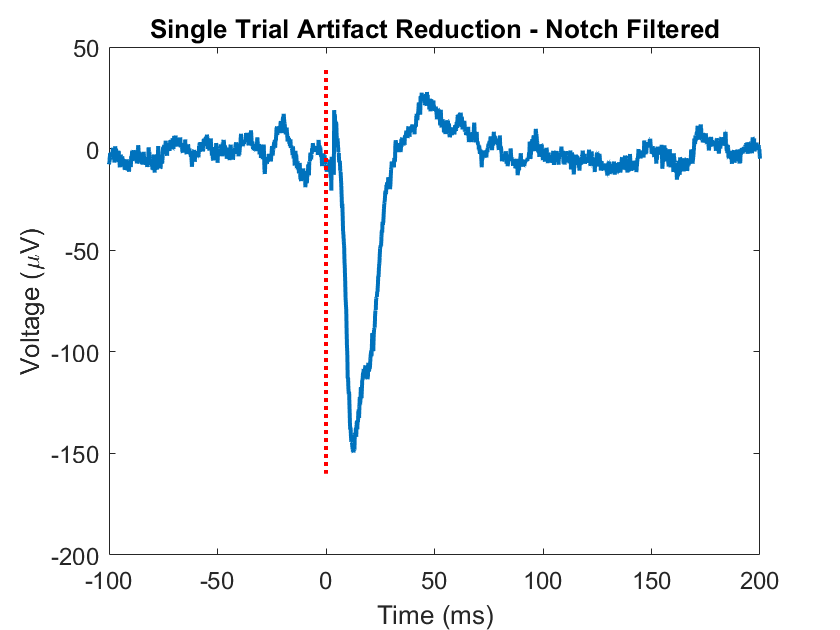 Single Trial Artifact Reduction - Notch Filtered
50
0
-50
-100
-150
-200
Voltage (μV)
-100 -50 0 50 100 150 200
Time (ms)